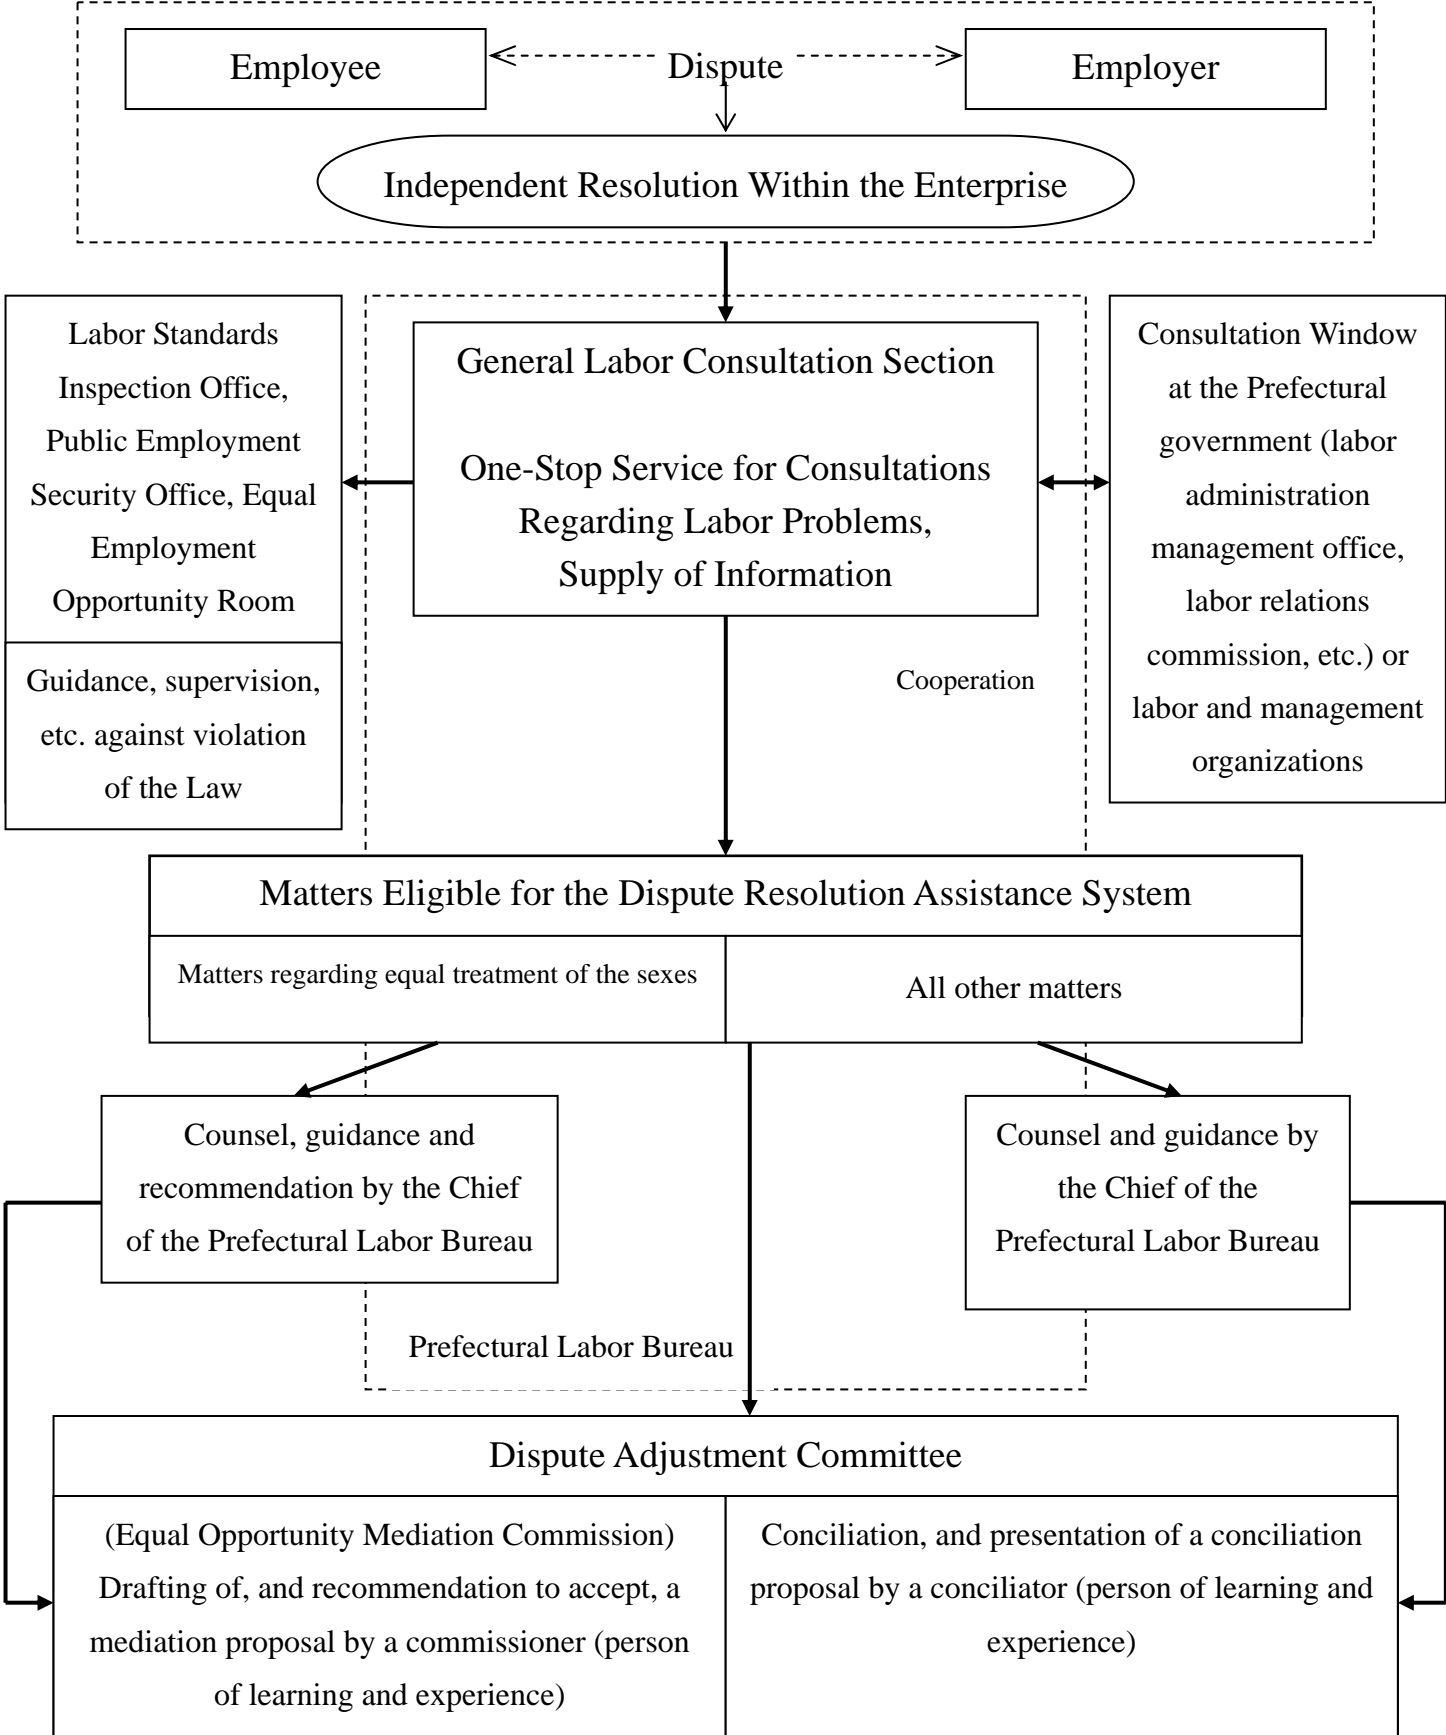 Employee
Dispute
Employer
Independent Resolution Within the Enterprise
Labor Standards
Inspection Office,
Public Employment
Security Office, Equal
Employment
Opportunity Room
Guidance, supervision,
etc. against violation
of the Law
General Labor Consultation Section
One-Stop Service for Consultations
Regarding Labor Problems,
Supply of Information
Cooperation
Consultation Window
at the Prefectural
government (labor
administration
management office,
labor relations
commission, etc.) or
labor and management
organizations
Matters Eligible for the Dispute Resolution Assistance System
Matters regarding equal treatment of the sexes
All other matters
Counsel, guidance and
recommendation by the Chief
of the Prefectural Labor Bureau
Counsel and guidance by
the Chief of the
Prefectural Labor Bureau
Prefectural Labor Bureau
Dispute Adjustment Committee
(Equal Opportunity Mediation Commission)
Drafting of, and recommendation to accept, a
mediation proposal by a commissioner (person
of learning and experience)
Conciliation, and presentation of a conciliation
proposal by a conciliator (person of learning and
experience)